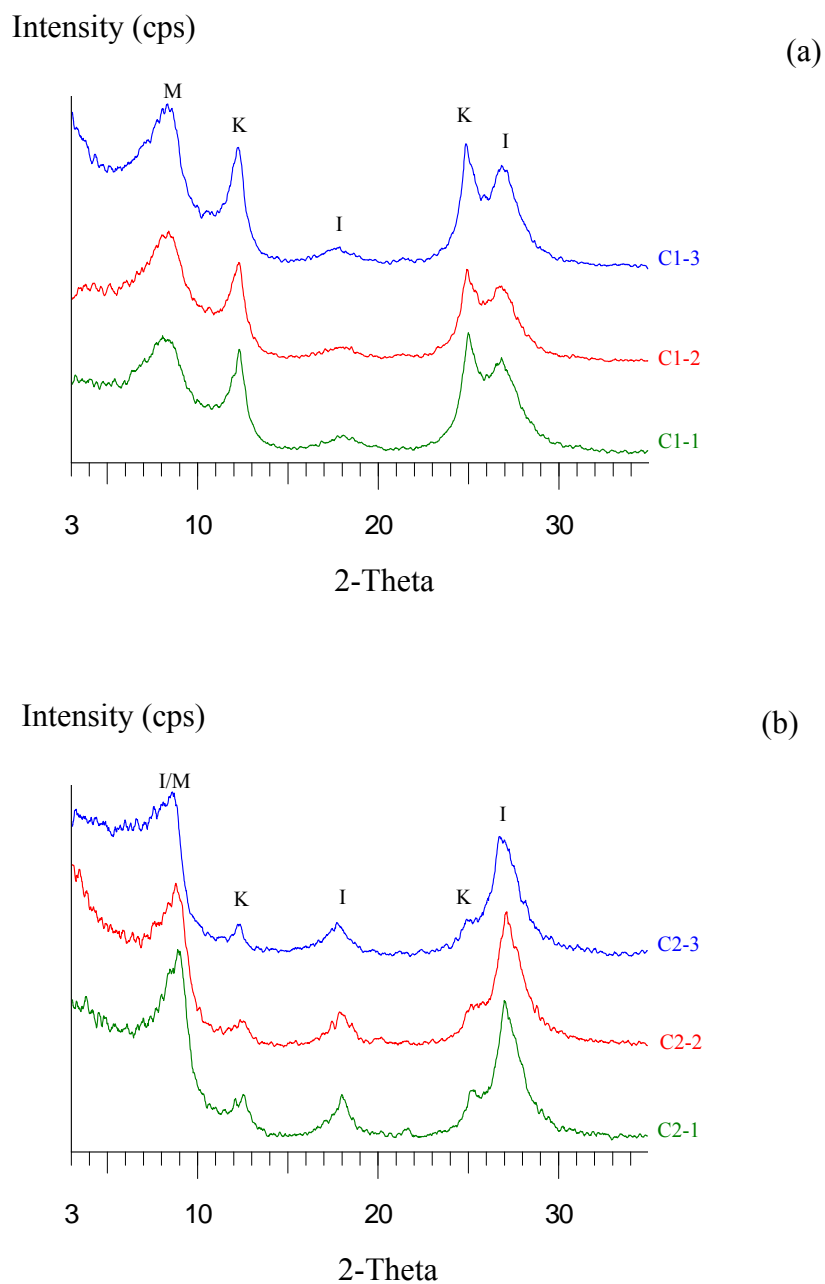 Intensity (cps)
(a)
M
K
K
I
I
C1-3
C1-2
C1-1
3 10 20 30
2-Theta
Intensity (cps)
(b)
I/M
I
K
I
K
C2-3
C2-2
C2-1
3 10 20 30
2-Theta